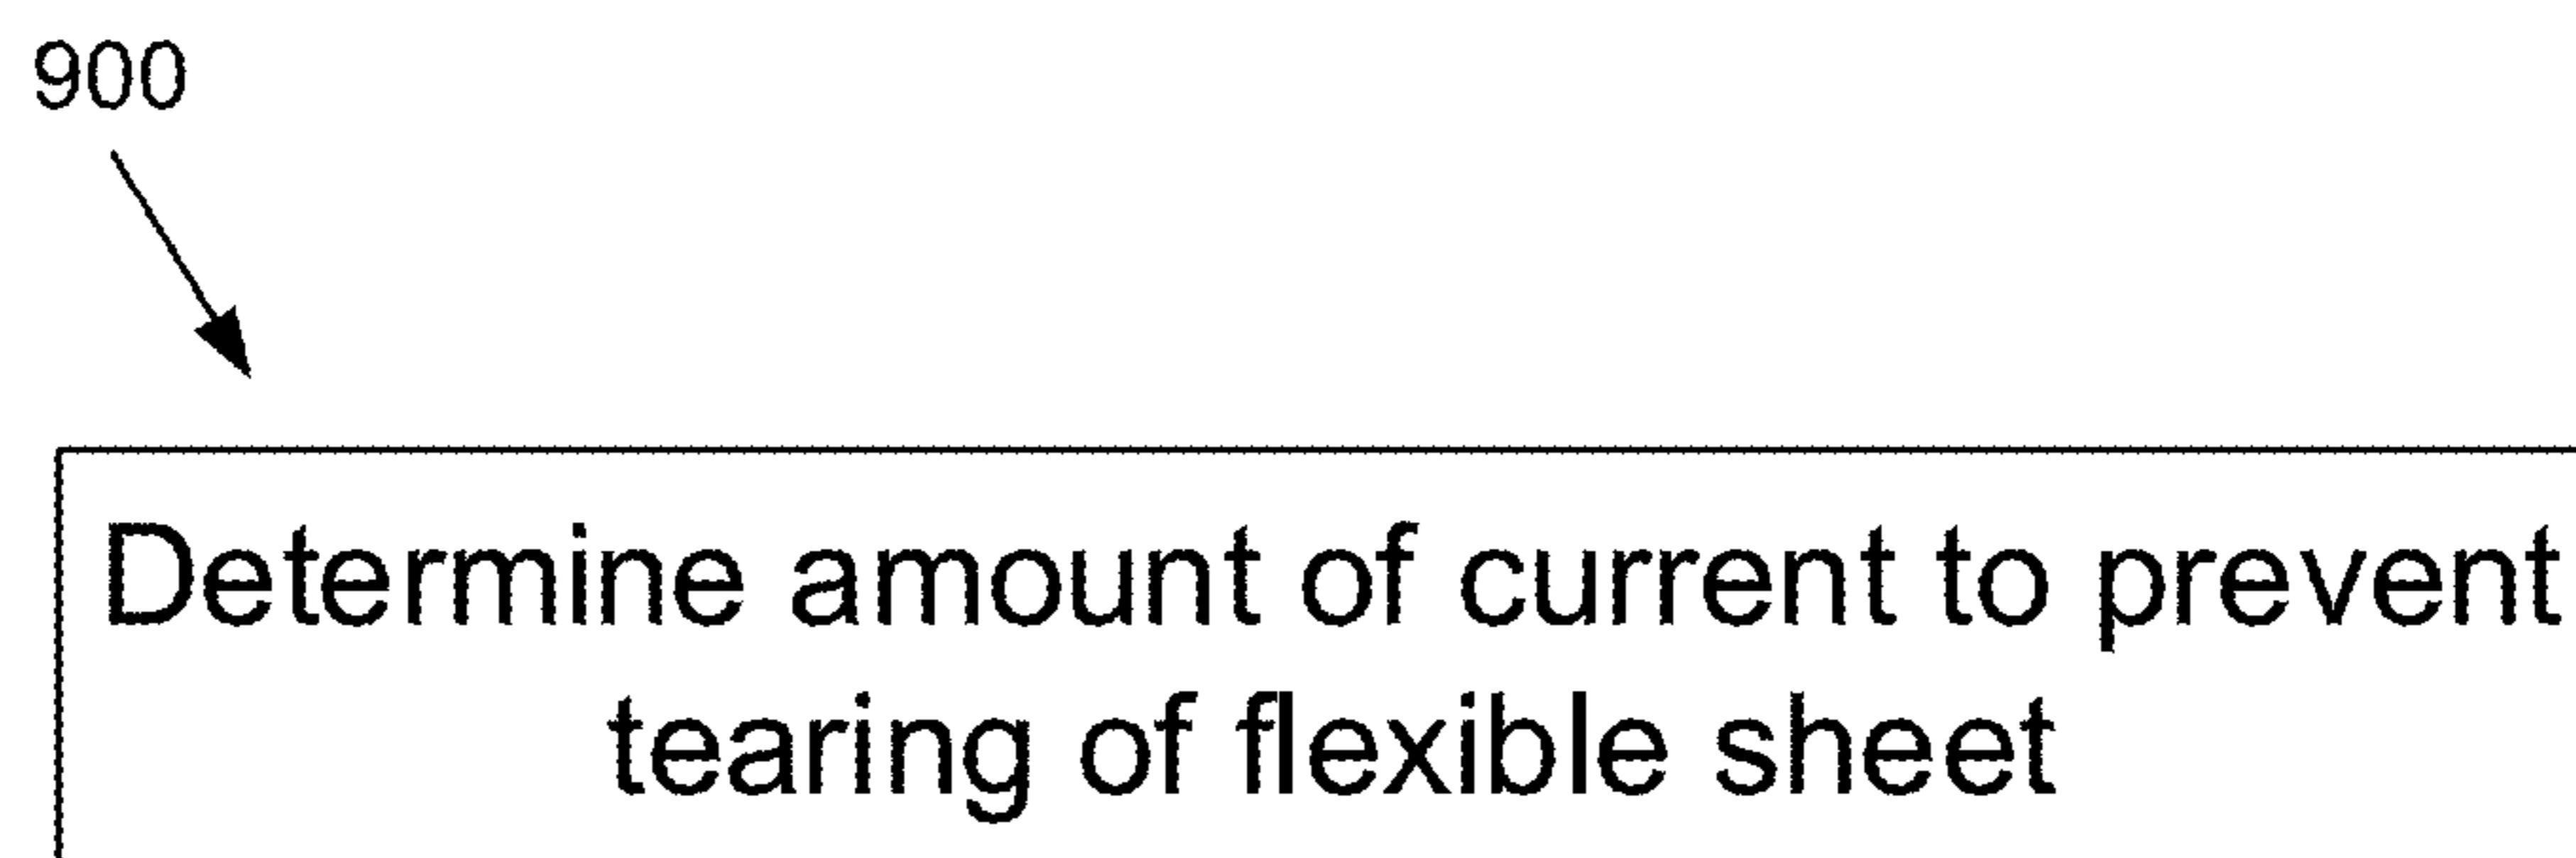 900
Determine amount of current to prevent
tearing of flexible sheet